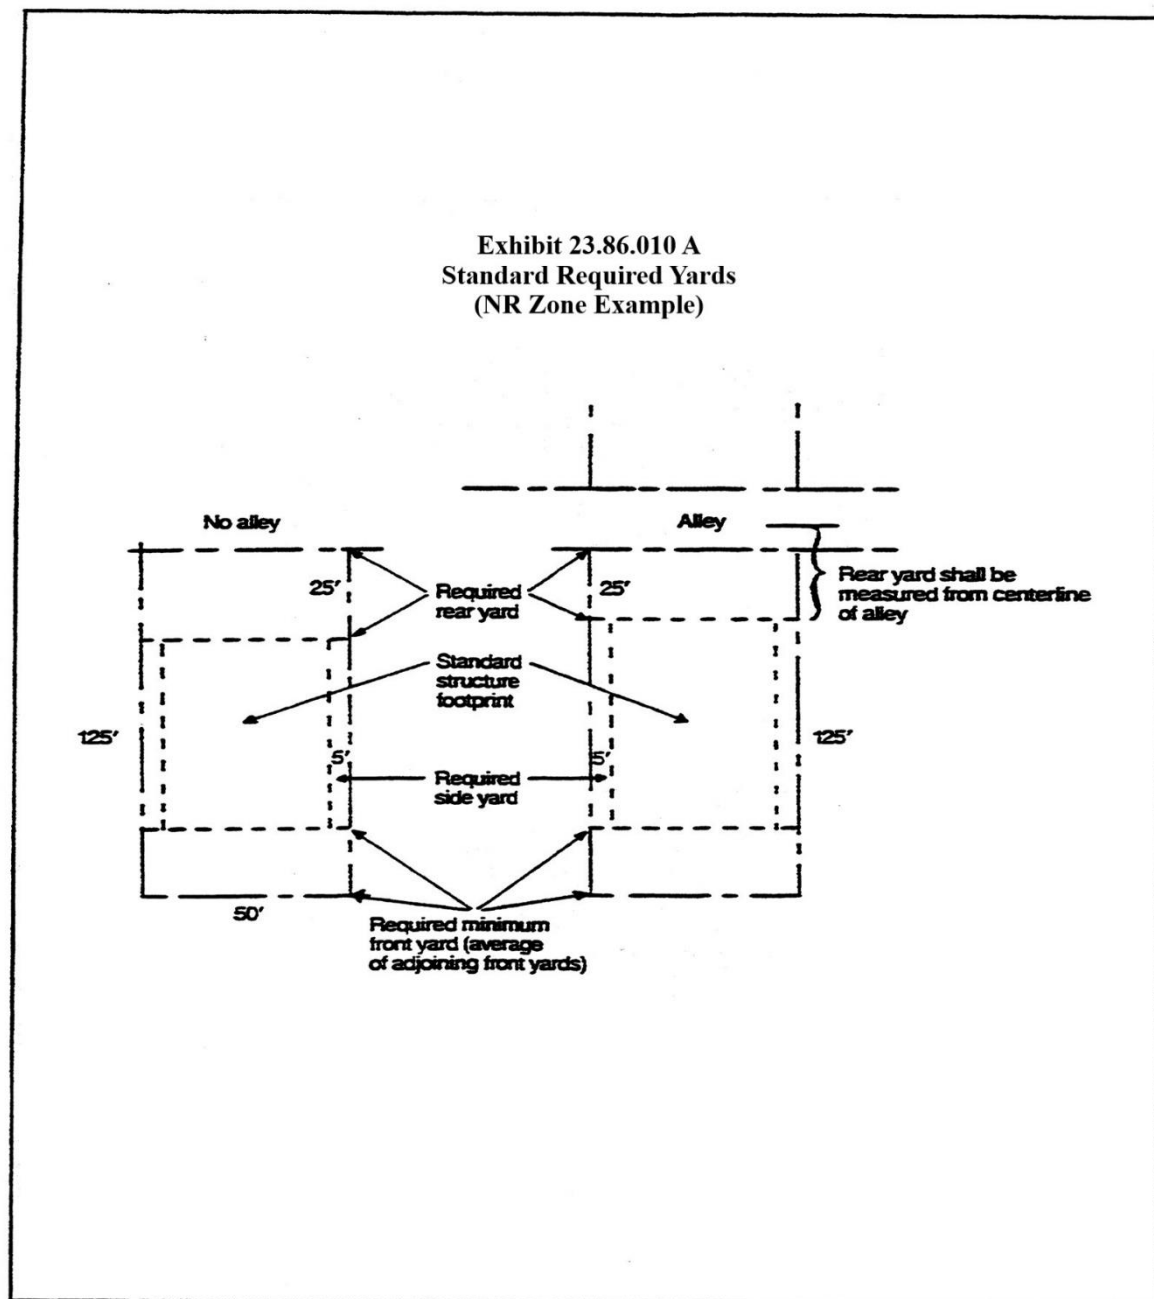 Exhibit 23.86.010 A
Standard Required Yards
(NR Zone Example)
No alley
Alley
25'
Required
rear yard
25'
Rear yard shall be
measured from centerline
of alley
Standard
structure
footprint
125'
5'
Required
side yard
5'
125'
50'
Required minimum
front yard (average
of adjoining front yards)